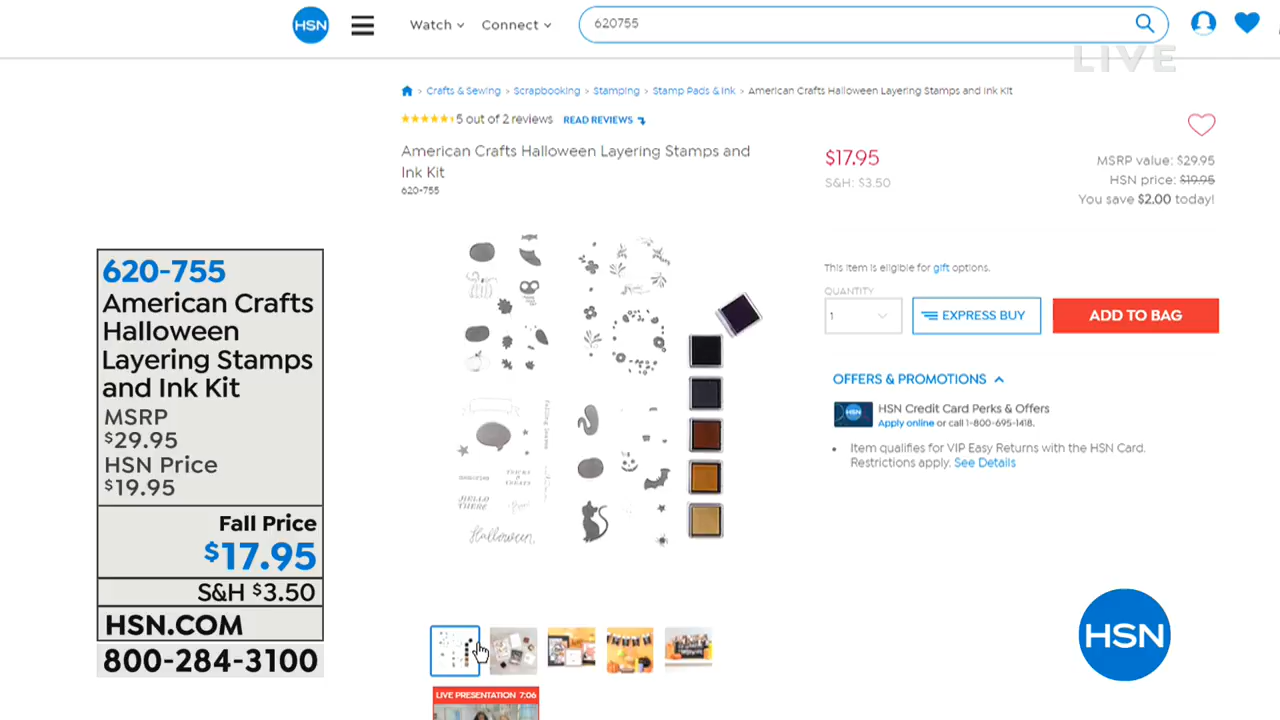 HSN
Watch
Connect
620755
LIVE
Crafts & Sewing > Scrapbooking > Stamping > Stamp Pads & Ink > American Crafts Halloween Layering Stamps and Ink Kit
5 out of 2 reviews READ REVIEWS
American Crafts Halloween Layering Stamps and
Ink Kit
620-755
$17.95
S&H: $3.50
MSRP value: $29.95
HSN price: $19.95
You save $2.00 today!
This item is eligible for gift options.
QUANTITY
1
EXPRESS BUY
ADD TO BAG
OFFERS & PROMOTIONS
HSN
HSN Credit Card Perks & Offers
Apply online or call 1-800-695-1418.
Item qualifies for VIP Easy Returns with the HSN Card.
Restrictions apply. See Details
620-755
American Crafts
Halloween
Layering Stamps
and Ink Kit
MSRP
$29.95
HSN Price
$19.95
Fall Price
$17.95
S&H $3.50
HSN.COM
800-284-3100
TRICKS
TREATS
HELLO
THERE
Halloween
LIVE PRESENTATION 7:06
HSN